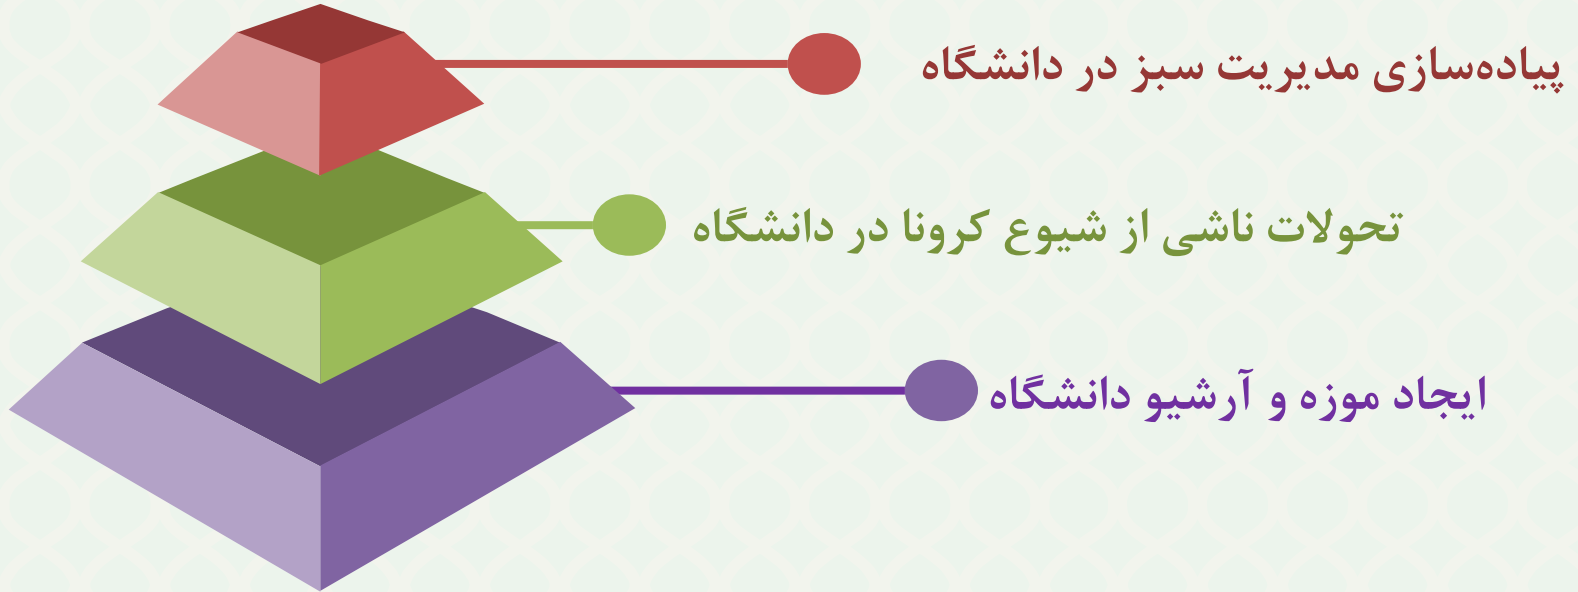 پیاده‌سازی مدیریت سبز در دانشگاه
تحولات ناشی از شیوع کرونا در دانشگاه
ایجاد موزه و آرشیو دانشگاه